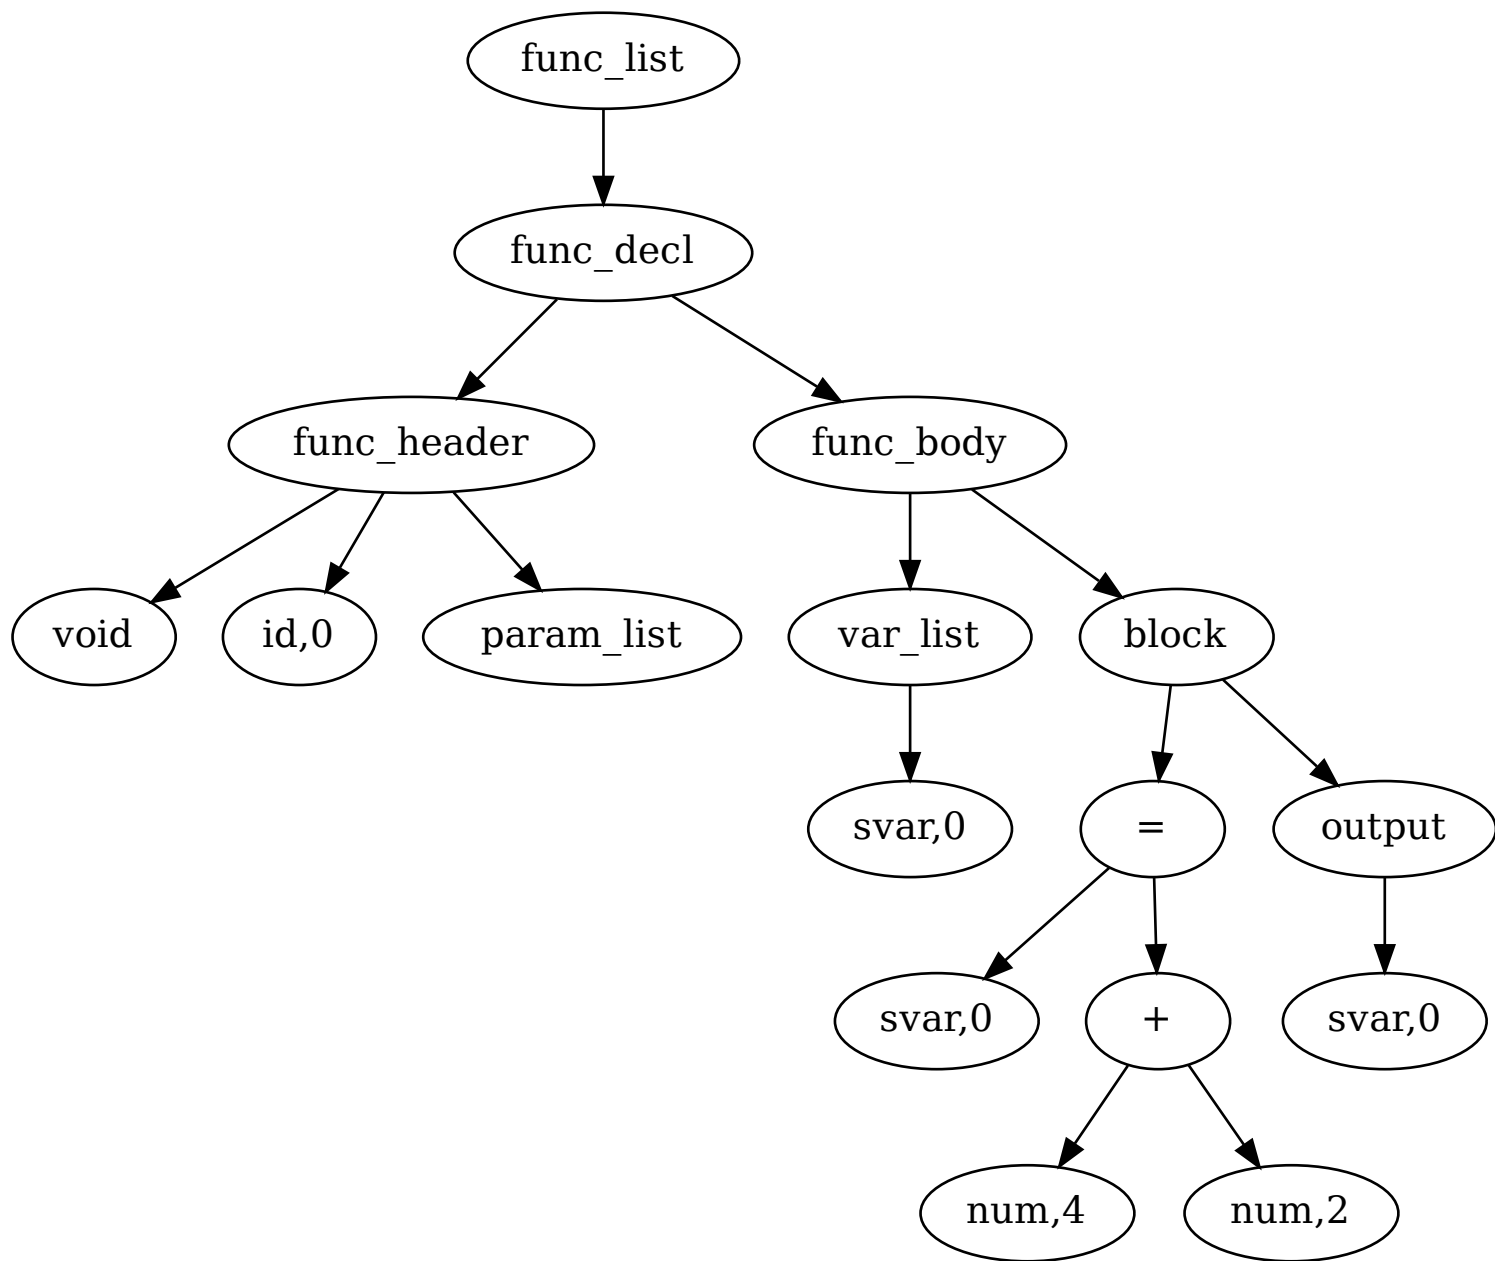 func_list
func_decl
func_header
func_body
void
id,0
param_list
var_list
block
svar,0
=
output
svar,0
+
svar,0
num,4
num,2